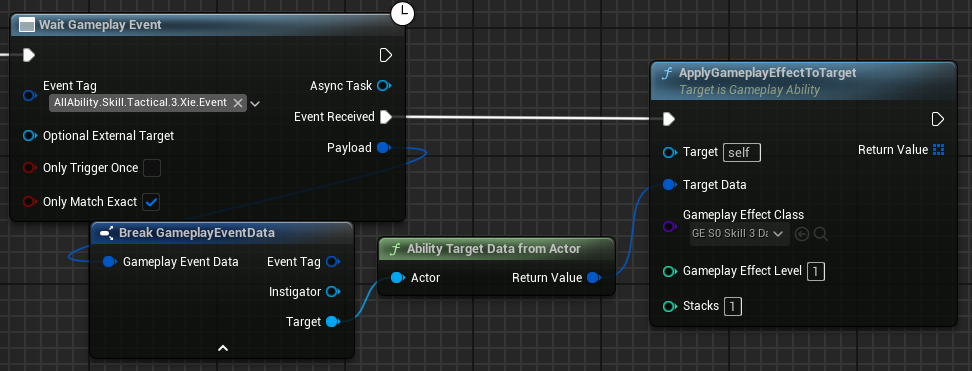 Wait Gameplay Event
Event Tag
AllAbility.Skill.Tactical.3.Xie.Event
Async Task
Event Received
Optional External Target
Payload
Only Trigger Once
Only Match Exact
Break GameplayEventData
Gameplay Event Data
Event Tag
Instigator
Target
Ability Target Data from Actor
Actor
Return Value
ApplyGameplayEffectToTarget
Target is Gameplay Ability
Target self
Return Value
Target Data
Gameplay Effect Class
GE S0 Skill 3 Da
Gameplay Effect Level 1
Stacks 1